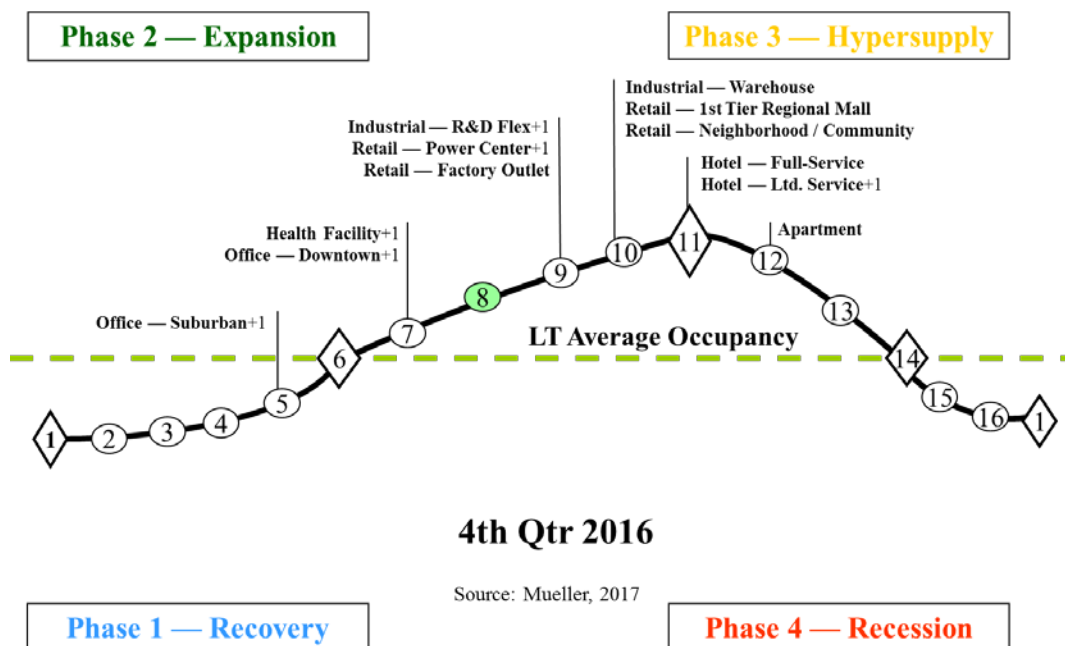 Phase 2 — Expansion
Phase 3 — Hypersupply
Industrial — Warehouse
Retail — 1st Tier Regional Mall
Retail — Neighborhood / Community
Industrial — R&D Flex+1
Retail — Power Center+1
Retail — Factory Outlet
Hotel — Full-Service
Hotel — Ltd. Service+1
Health Facility+1
Office — Downtown+1
Apartment
Office — Suburban+1
LT Average Occupancy
1
2
3
4
5
6
7
8
9
10
11
12
13
14
15
16
1
4th Qtr 2016
Source: Mueller, 2017
Phase 1 — Recovery
Phase 4 — Recession